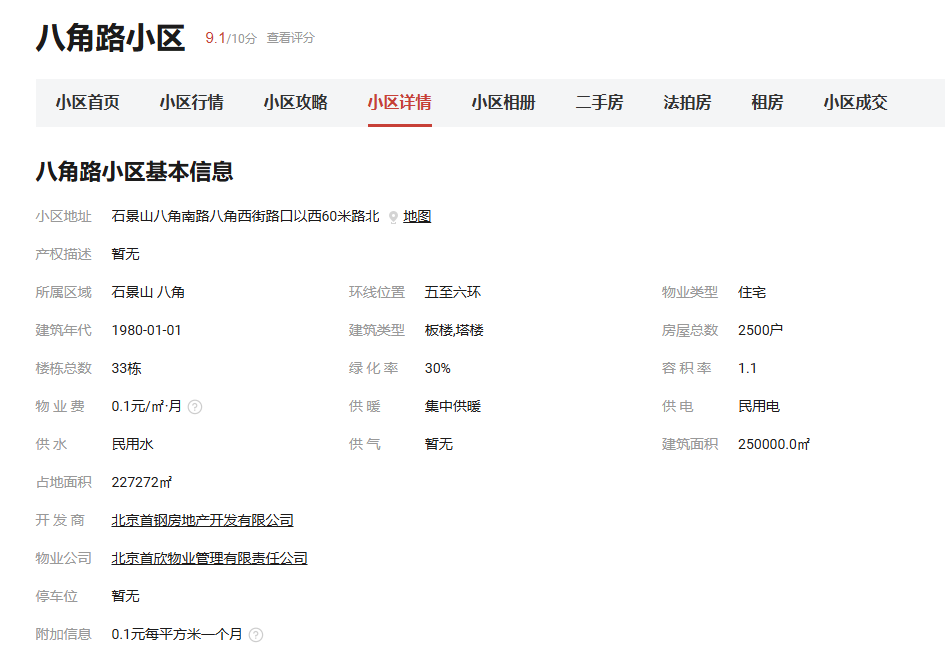 八角路小区 9.1/10分 查看评分
小区首页 小区行情 小区攻略 小区详情 小区相册 二手房 法拍房 租房 小区成交
八角路小区基本信息
小区地址 石景山八角南路八角西街路口以西60米路北 地图
产权描述 暂无
所属区域 石景山 八角 环线位置 五至六环 物业类型 住宅
建筑年代 1980-01-01 建筑类型 板楼,塔楼 房屋总数 2500户
楼栋总数 33栋 绿 化 率 30% 容 积 率 1.1
物 业 费 0.1元/㎡·月 ? 供 暖 集中供暖 供 电 民用电
供 水 民用水 供 气 暂无 建筑面积 250000.0㎡
占地面积 227272㎡
开 发 商 北京首钢房地产开发有限公司
物业公司 北京首欣物业管理有限责任公司
停车位 暂无
附加信息 0.1元每平方米一个月 ?